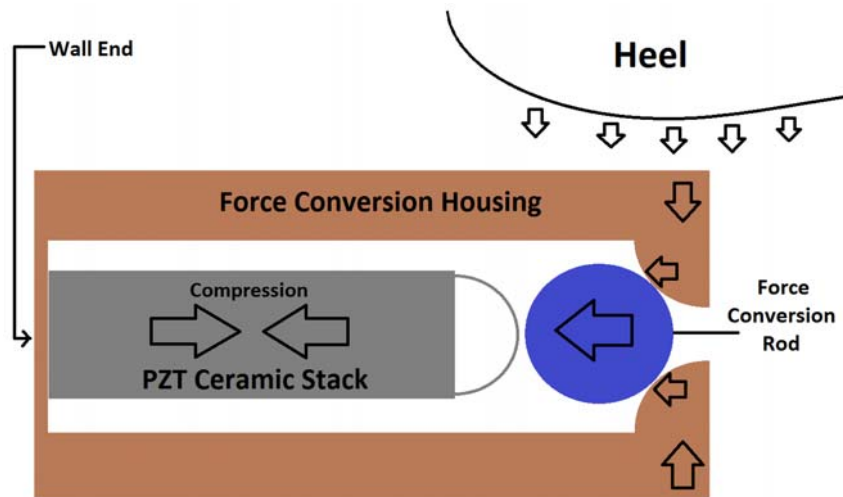 Wall End
Heel
Force Conversion Housing
Compression
PZT Ceramic Stack
Force
Conversion
Rod